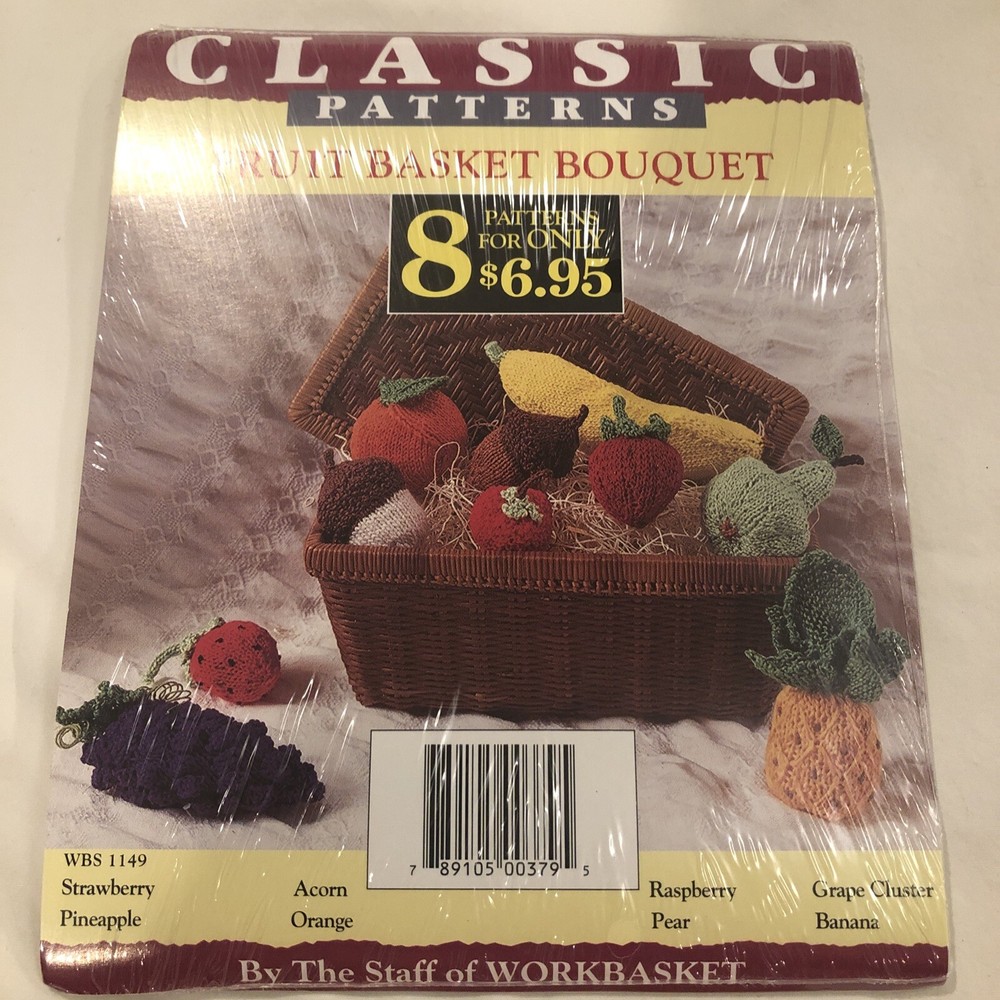 CLASSIC
PATTERNS
FRUIT BASKET BOUQUET
8 PATTERNS
FOR ONLY
$6.95
7 89105 00379 5
WBS 1149
Strawberry Acorn Raspberry Grape Cluster
Pineapple Orange Pear Banana
By The Staff of WORKBASKET